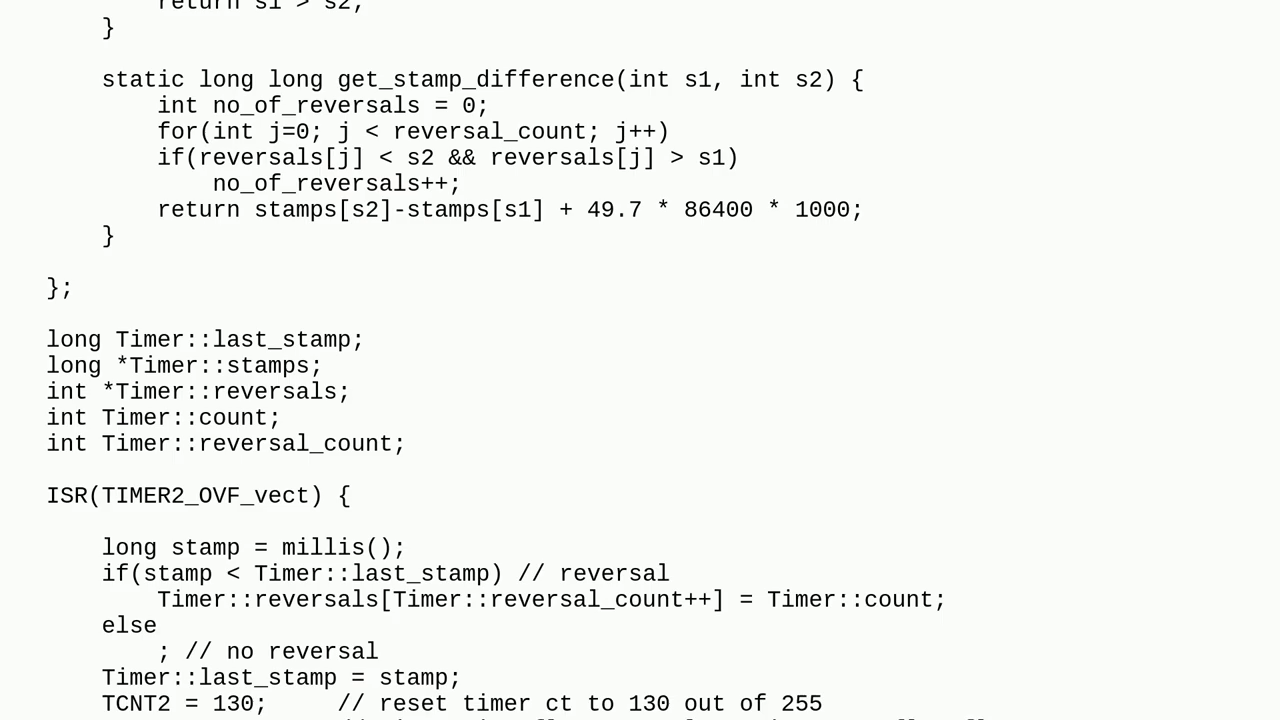 return s1 > s2;
}
static long long get_stamp_difference(int s1, int s2) {
int no_of_reversals = 0;
for(int j=0; j < reversal_count; j++)
if(reversals[j] < s2 && reversals[j] > s1)
no_of_reversals++;
return stamps[s2]-stamps[s1] + 49.7 * 86400 * 1000;
}
};
long Timer::last_stamp;
long *Timer::stamps;
int *Timer::reversals;
int Timer::count;
int Timer::reversal_count;
ISR(TIMER2_OVF_vect) {
long stamp = millis();
if(stamp < Timer::last_stamp) // reversal
Timer::reversals[Timer::reversal_count++] = Timer::count;
else
; // no reversal
Timer::last_stamp = stamp;
TCNT2 = 130; // reset timer ct to 130 out of 255